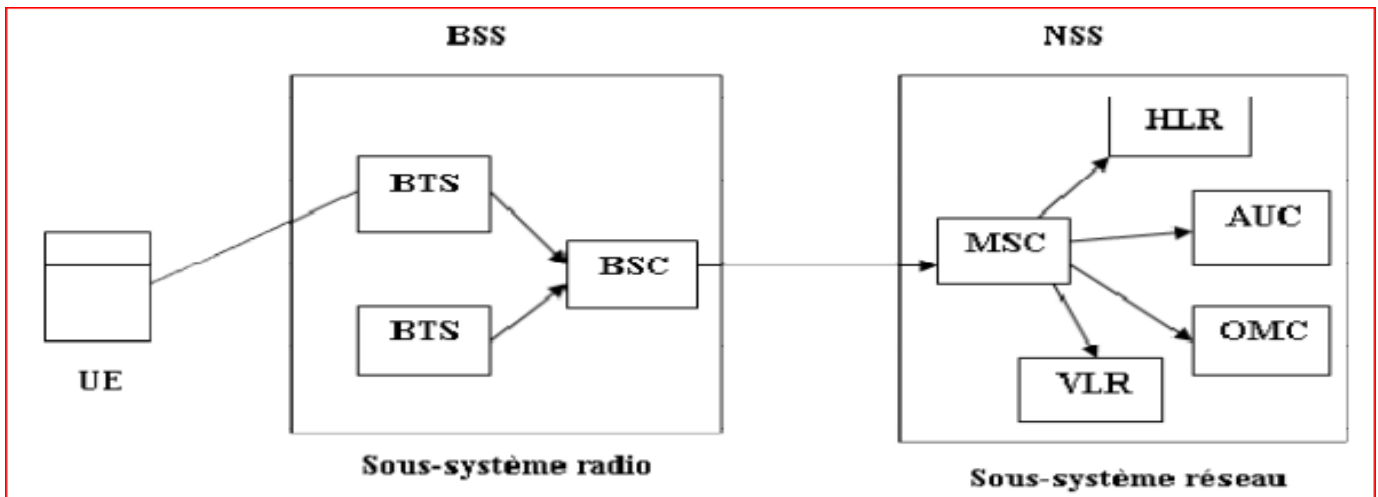 BSS
NSS
HLR
BTS
AUC
MSC
BSC
BTS
OMC
UE
VLR
Sous-système radio
Sous-système réseau